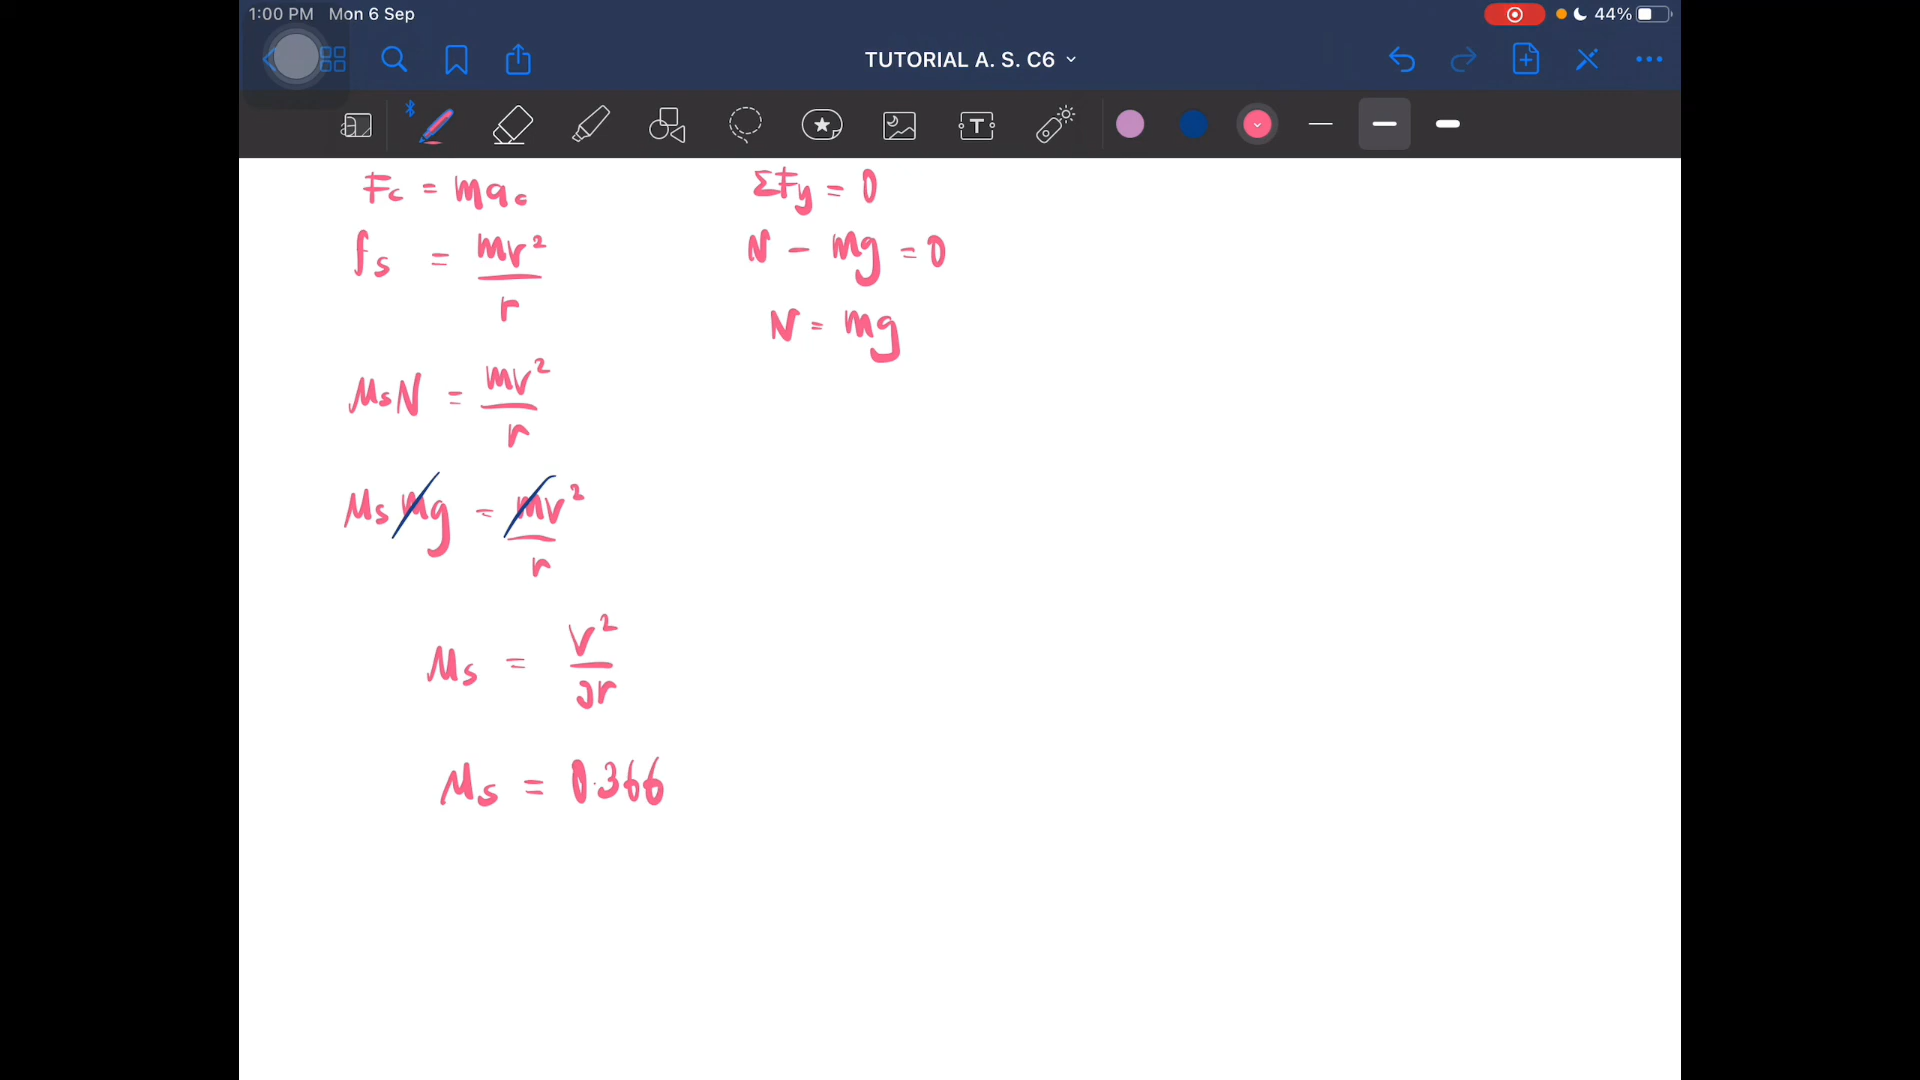 1:00 PM Mon 6 Sep
44%
TUTORIAL A. S. C6
T
Fc = mac
fs = mv²/r
μsN = mv²/r
μs mg = mv²/r
μs = v²/gr
μs = 0.366
ΣFy = 0
N - mg = 0
N = mg